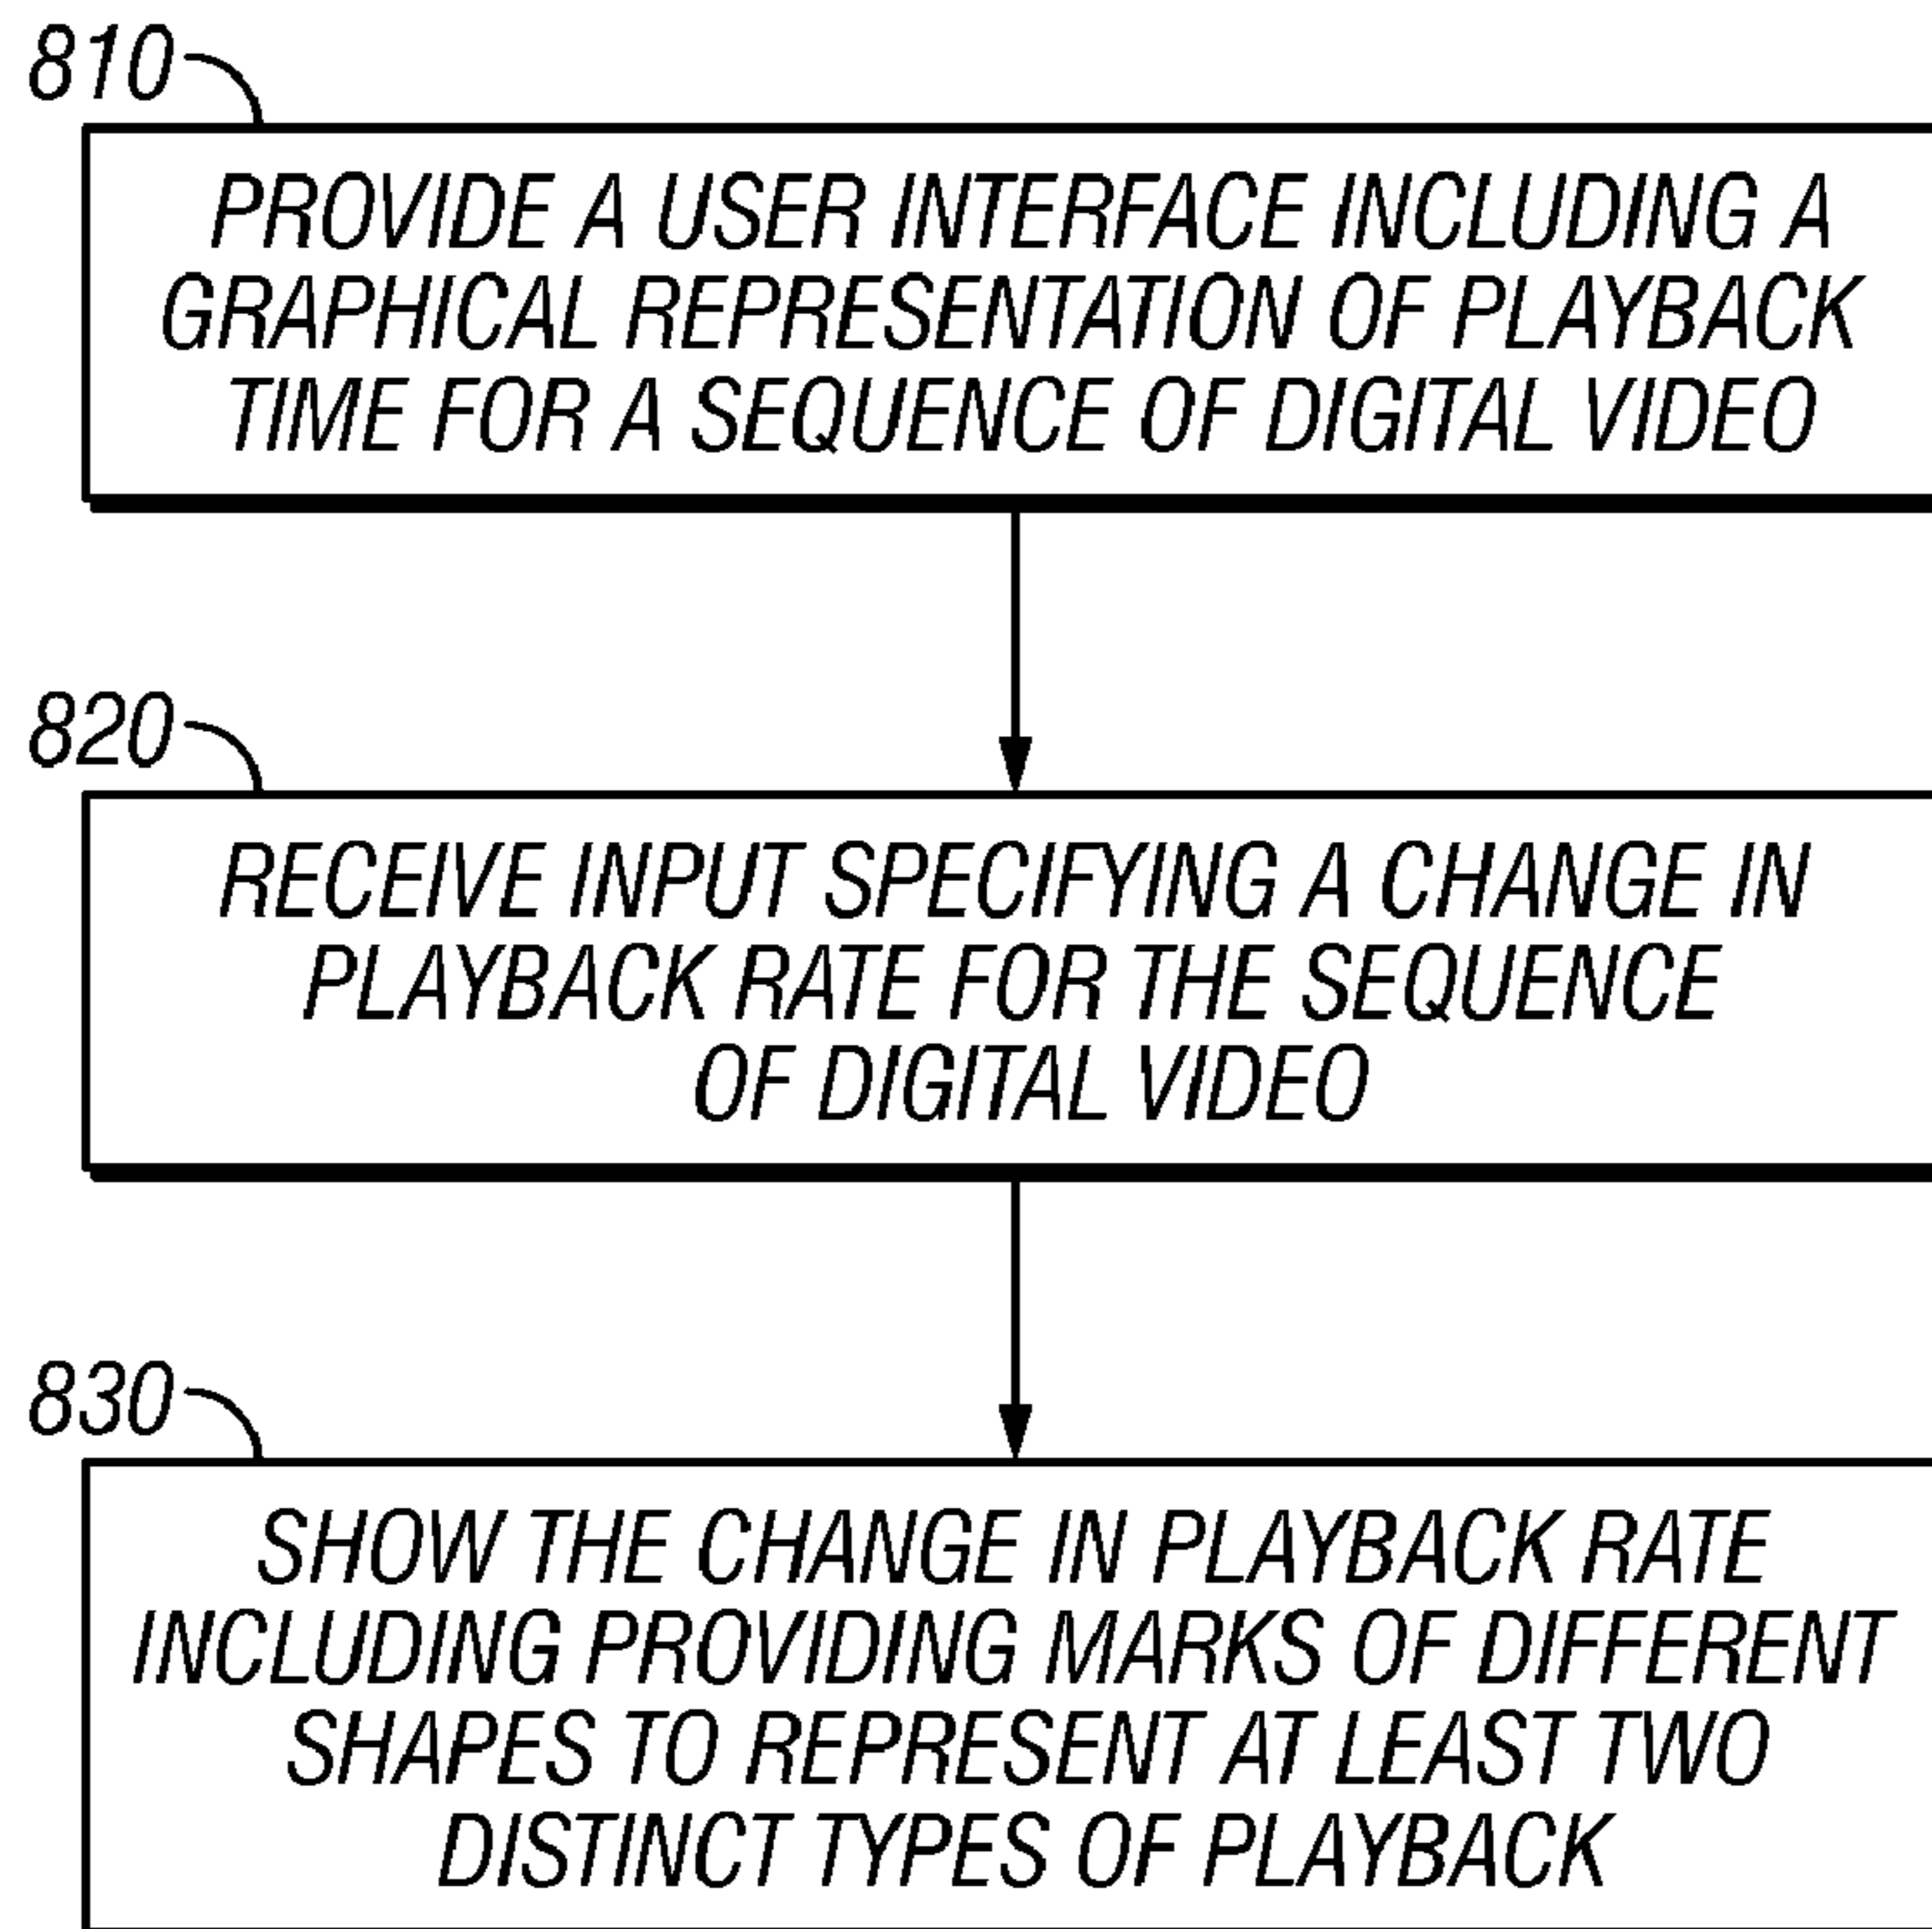 810
PROVIDE A USER INTERFACE INCLUDING A
GRAPHICAL REPRESENTATION OF PLAYBACK
TIME FOR A SEQUENCE OF DIGITAL VIDEO
820
RECEIVE INPUT SPECIFYING A CHANGE IN
PLAYBACK RATE FOR THE SEQUENCE
OF DIGITAL VIDEO
830
SHOW THE CHANGE IN PLAYBACK RATE
INCLUDING PROVIDING MARKS OF DIFFERENT
SHAPES TO REPRESENT AT LEAST TWO
DISTINCT TYPES OF PLAYBACK